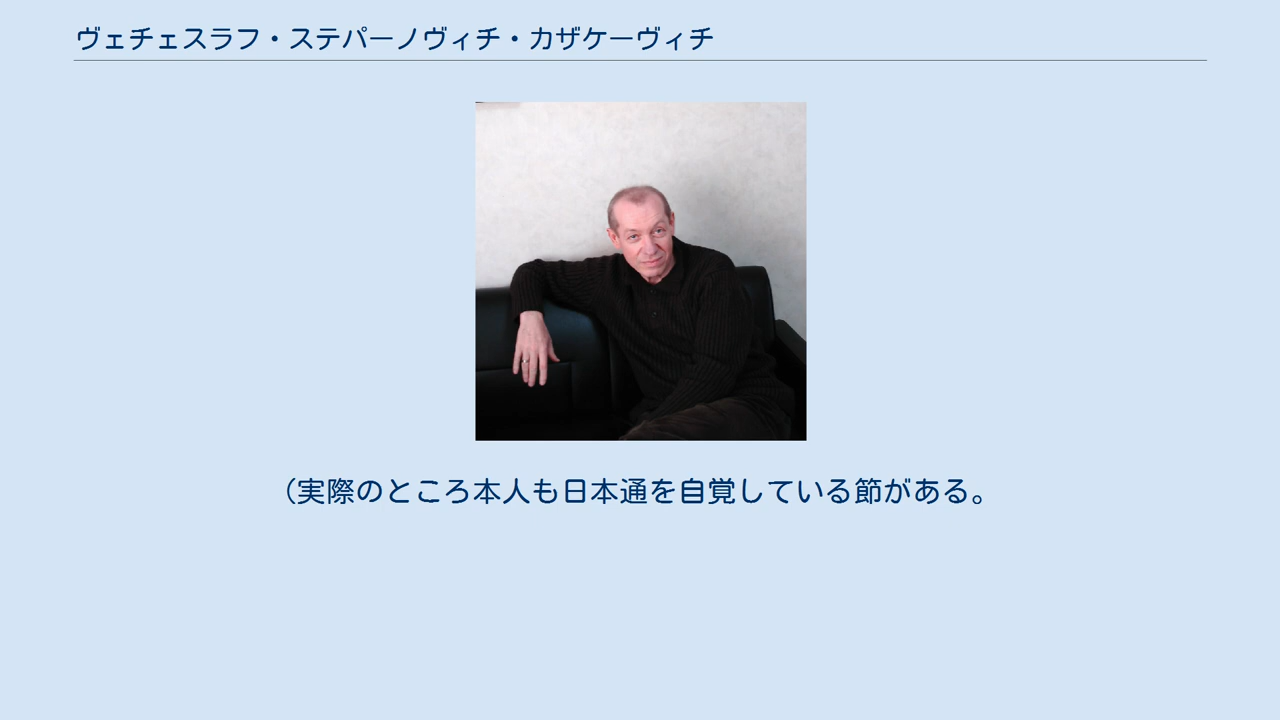 ヴェチェスラフ・ステパーノヴィチ・カザケーヴィチ
（実際のところ本人も日本通を自覚している節がある。